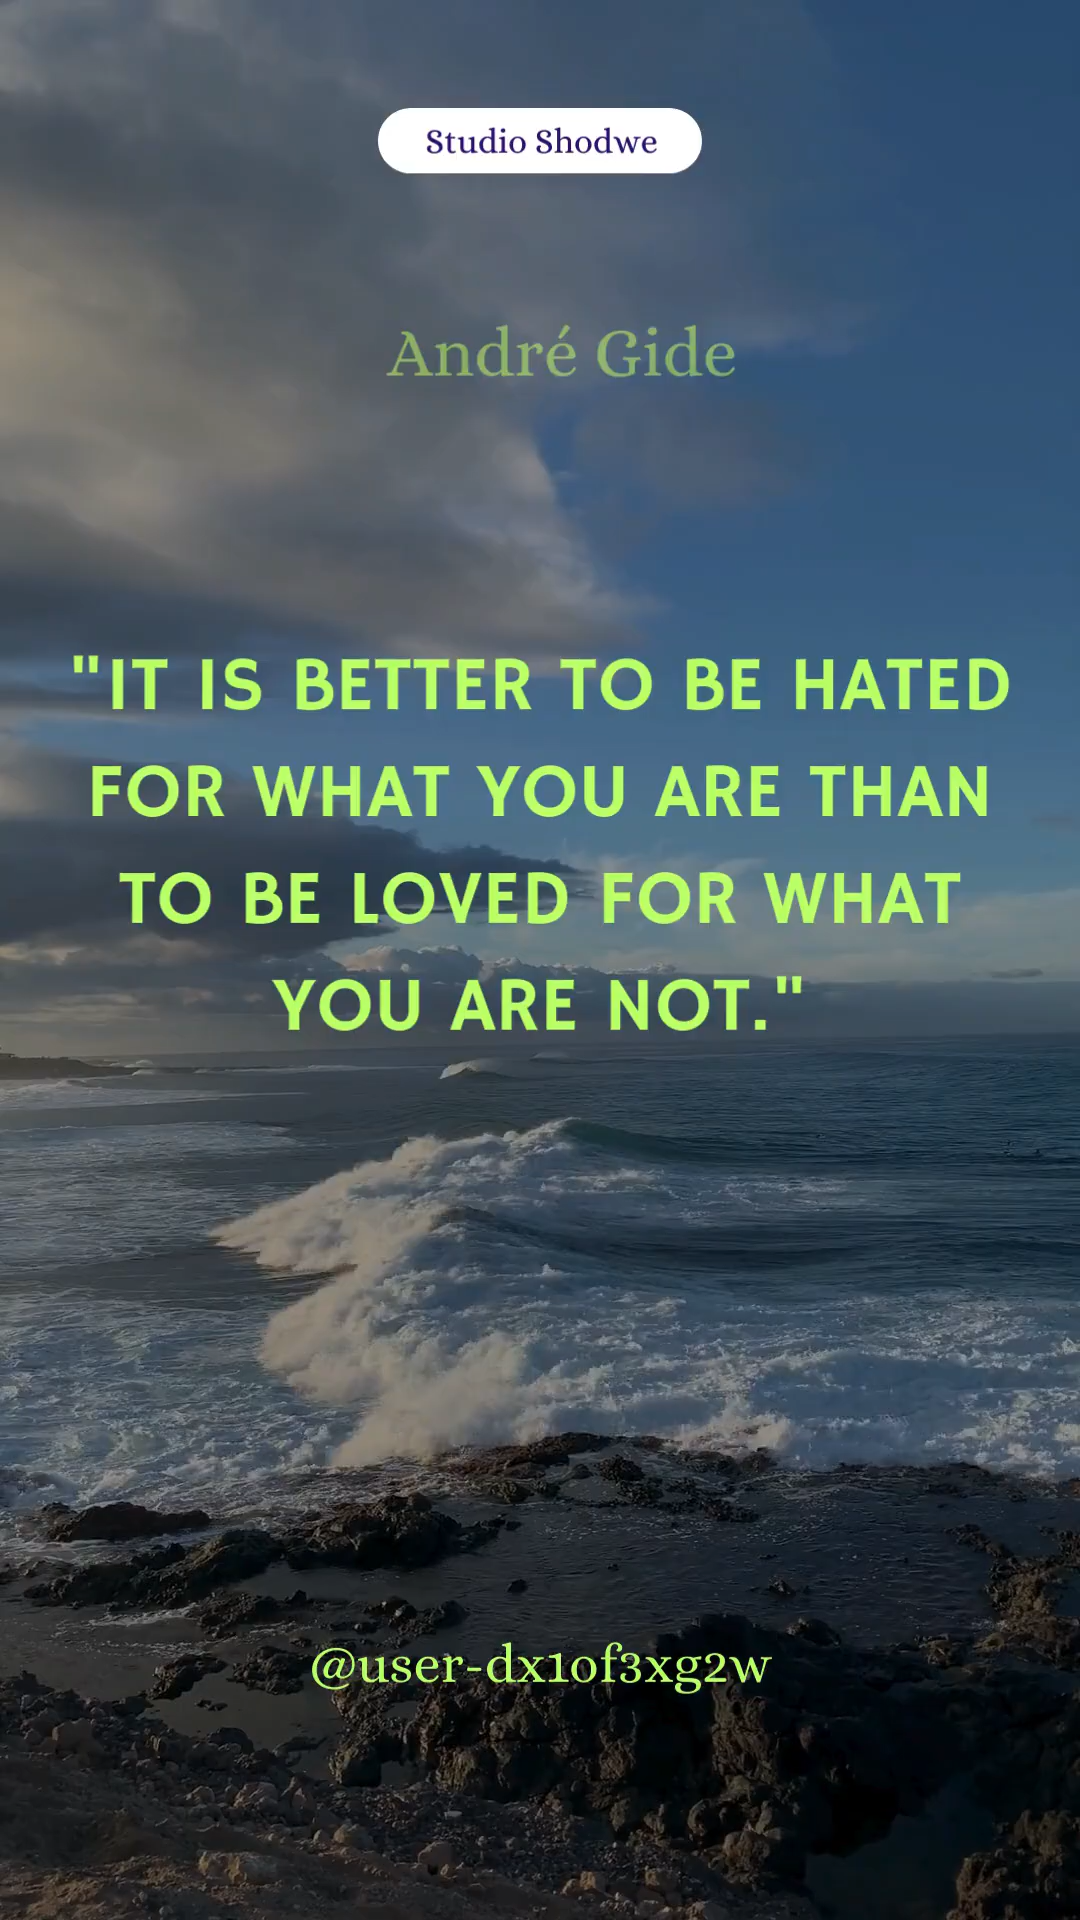 Studio Shodwe
André Gide
"IT IS BETTER TO BE HATED
FOR WHAT YOU ARE THAN
TO BE LOVED FOR WHAT
YOU ARE NOT."
@user-dx1of3xg2w